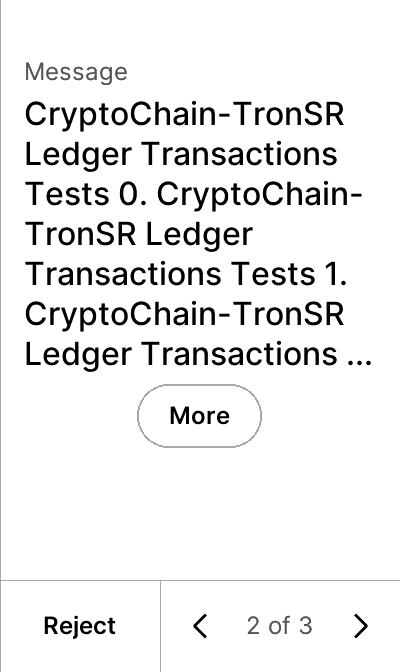 Message
CryptoChain-TronSR
Ledger Transactions
Tests 0. CryptoChain-
TronSR Ledger
Transactions Tests 1.
CryptoChain-TronSR
Ledger Transactions ...
More
Reject
2 of 3